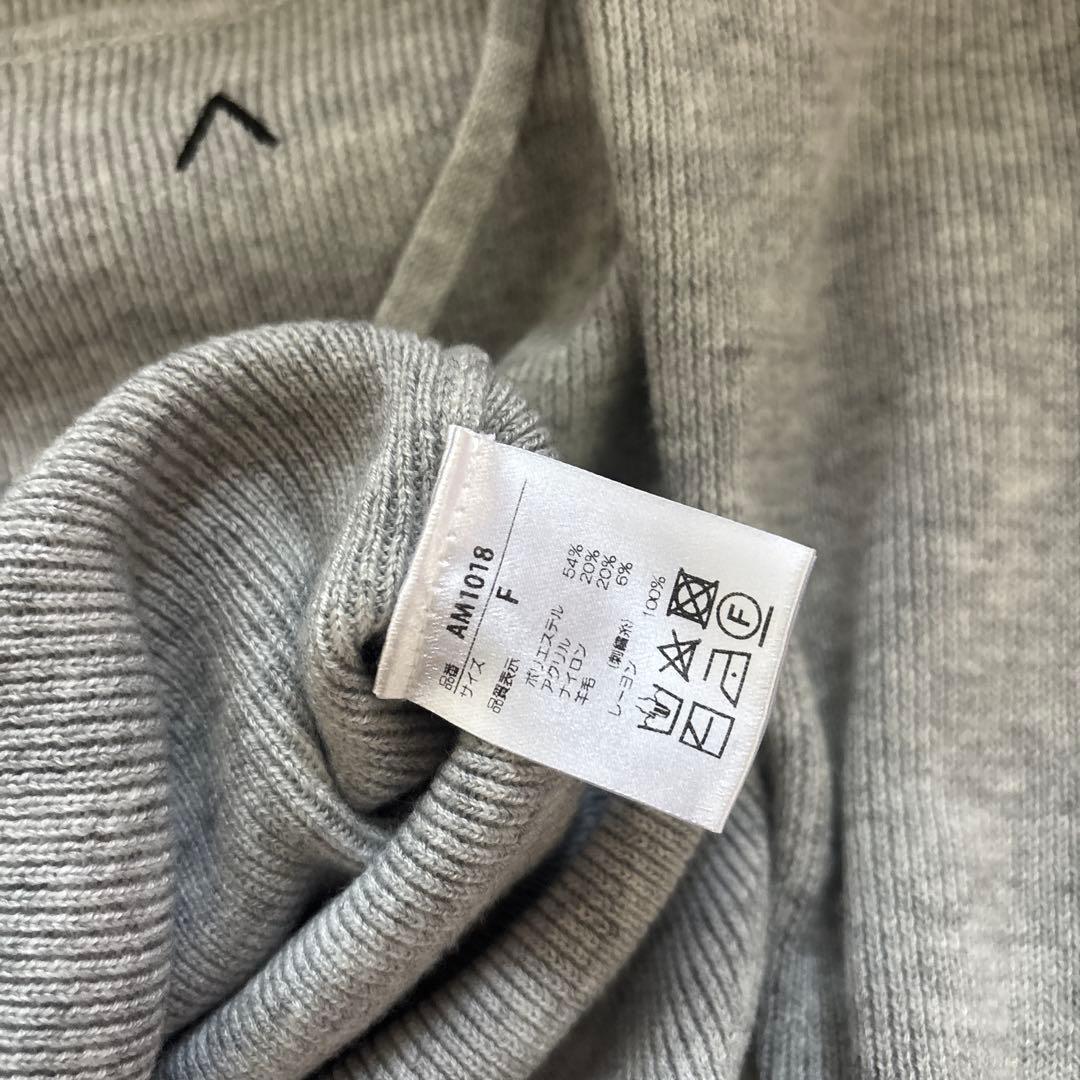 品番 AM1018
サイズ F
品質表示
ポリエステル 54%
アクリル 20%
ナイロン 20%
羊毛 6%
(刺繍糸)
レーヨン 100%
F